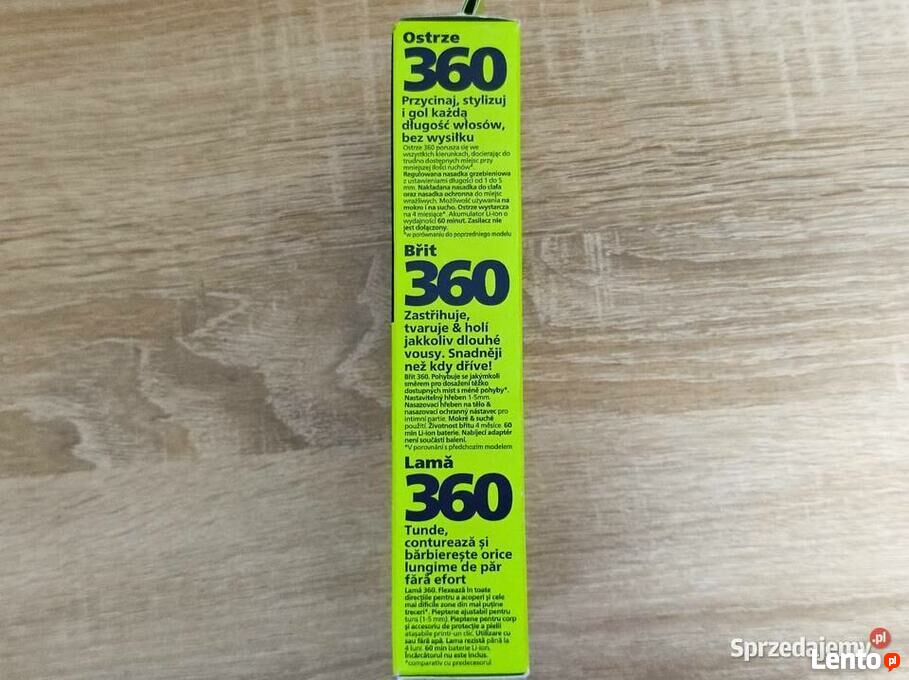 Ostrze
360
Przycinaj, stylizuj
i gol każdą
długość włosów,
bez wysiłku
Ostrze 360 porusza się we
wszystkich kierunkach, docierając do
trudno dostępnych miejsc przy
mniejszej ilości ruchów*.
Regulowana nasadka grzebieniowa
z ustawieniami długości od 1 do 5
mm. Nakładana nasadka do ciała
oraz nasadka ochronna do miejsc
wrażliwych. Możliwość używania na
mokro i na sucho. Ostrze wystarcza
na 4 miesiące*. Akumulator Li-ion o
wydajności 60 minut. Zasilacz nie
jest dołączony.
*w porównaniu do poprzedniego modelu
Břit
360
Zastřihuje,
tvaruje & holí
jakkoliv dlouhé
vousy. Snadněji
než kdy dříve!
Břit 360. Pohybuje se jakýmkoli
směrem pro dosažení těžko
dostupných míst s méně pohyby*.
Nastavitelný hřeben 1-5mm.
Nasazovací hřeben na tělo &
nasazovací ochranný nástavec pro
intimní partie. Mokré & suché
použití. Životnost břitu 4 měsíce. 60
min Li-ion baterie. Nabíjecí adaptér
není součástí balení.
*V porovnání s předchozím modelem
Lamă
360
Tunde,
conturează și
bărbierește orice
lungime de păr
fără efort
Lamă 360. Flexează în toate
direcțiile pentru a acoperi și cele
mai dificile zone din mai puține
treceri*. Pieptene ajustabil pentru
tuns (1-5 mm). Pieptene pentru corp
și accesoriu de protecție a pielii
atașabile printr-un clic. Utilizare cu
sau fără apă. Lama rezistă până la
4 luni. 60 min baterie Li-ion.
Încărcătorul nu este inclus.
*comparativ cu predecesorul
Sprzedajemy.pl
Lento.pl